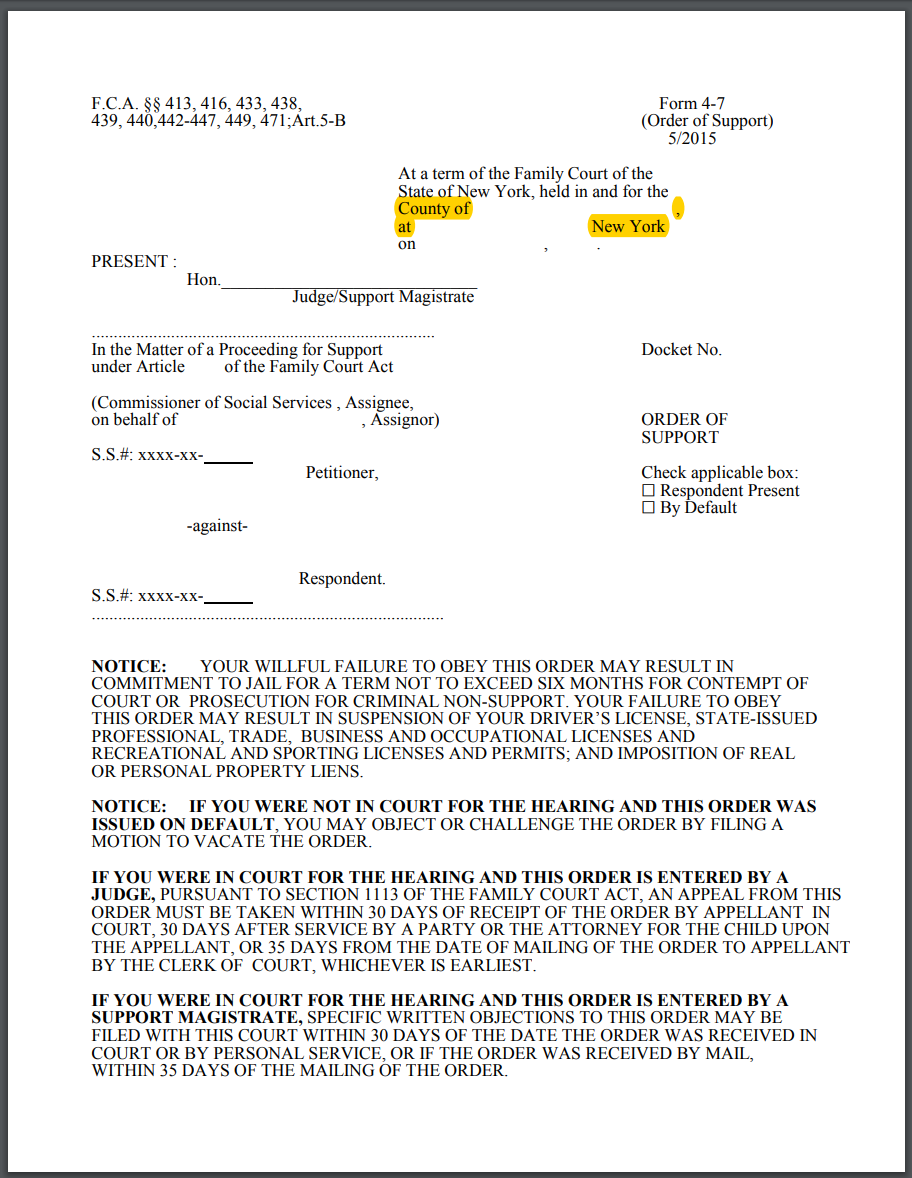 F.C.A. §§ 413, 416, 433, 438, Form 4-7
439, 440,442-447, 449, 471;Art.5-B (Order of Support)
5/2015
At a term of the Family Court of the
State of New York, held in and for the
County of ,
at New York
on , .
PRESENT :
Hon.______________________________
Judge/Support Magistrate
.............................................................................
In the Matter of a Proceeding for Support Docket No.
under Article of the Family Court Act
(Commissioner of Social Services , Assignee,
on behalf of , Assignor) ORDER OF
SUPPORT
S.S.#: xxxx-xx-______
Petitioner, Check applicable box:
☐ Respondent Present
☐ By Default
-against-
Respondent.
S.S.#: xxxx-xx-______
...............................................................................
NOTICE: YOUR WILLFUL FAILURE TO OBEY THIS ORDER MAY RESULT IN
COMMITMENT TO JAIL FOR A TERM NOT TO EXCEED SIX MONTHS FOR CONTEMPT OF
COURT OR PROSECUTION FOR CRIMINAL NON-SUPPORT. YOUR FAILURE TO OBEY
THIS ORDER MAY RESULT IN SUSPENSION OF YOUR DRIVER’S LICENSE, STATE-ISSUED
PROFESSIONAL, TRADE, BUSINESS AND OCCUPATIONAL LICENSES AND
RECREATIONAL AND SPORTING LICENSES AND PERMITS; AND IMPOSITION OF REAL
OR PERSONAL PROPERTY LIENS.
NOTICE: IF YOU WERE NOT IN COURT FOR THE HEARING AND THIS ORDER WAS
ISSUED ON DEFAULT, YOU MAY OBJECT OR CHALLENGE THE ORDER BY FILING A
MOTION TO VACATE THE ORDER.
IF YOU WERE IN COURT FOR THE HEARING AND THIS ORDER IS ENTERED BY A
JUDGE, PURSUANT TO SECTION 1113 OF THE FAMILY COURT ACT, AN APPEAL FROM THIS
ORDER MUST BE TAKEN WITHIN 30 DAYS OF RECEIPT OF THE ORDER BY APPELLANT IN
COURT, 30 DAYS AFTER SERVICE BY A PARTY OR THE ATTORNEY FOR THE CHILD UPON
THE APPELLANT, OR 35 DAYS FROM THE DATE OF MAILING OF THE ORDER TO APPELLANT
BY THE CLERK OF COURT, WHICHEVER IS EARLIEST.
IF YOU WERE IN COURT FOR THE HEARING AND THIS ORDER IS ENTERED BY A
SUPPORT MAGISTRATE, SPECIFIC WRITTEN OBJECTIONS TO THIS ORDER MAY BE
FILED WITH THIS COURT WITHIN 30 DAYS OF THE DATE THE ORDER WAS RECEIVED IN
COURT OR BY PERSONAL SERVICE, OR IF THE ORDER WAS RECEIVED BY MAIL,
WITHIN 35 DAYS OF THE MAILING OF THE ORDER.